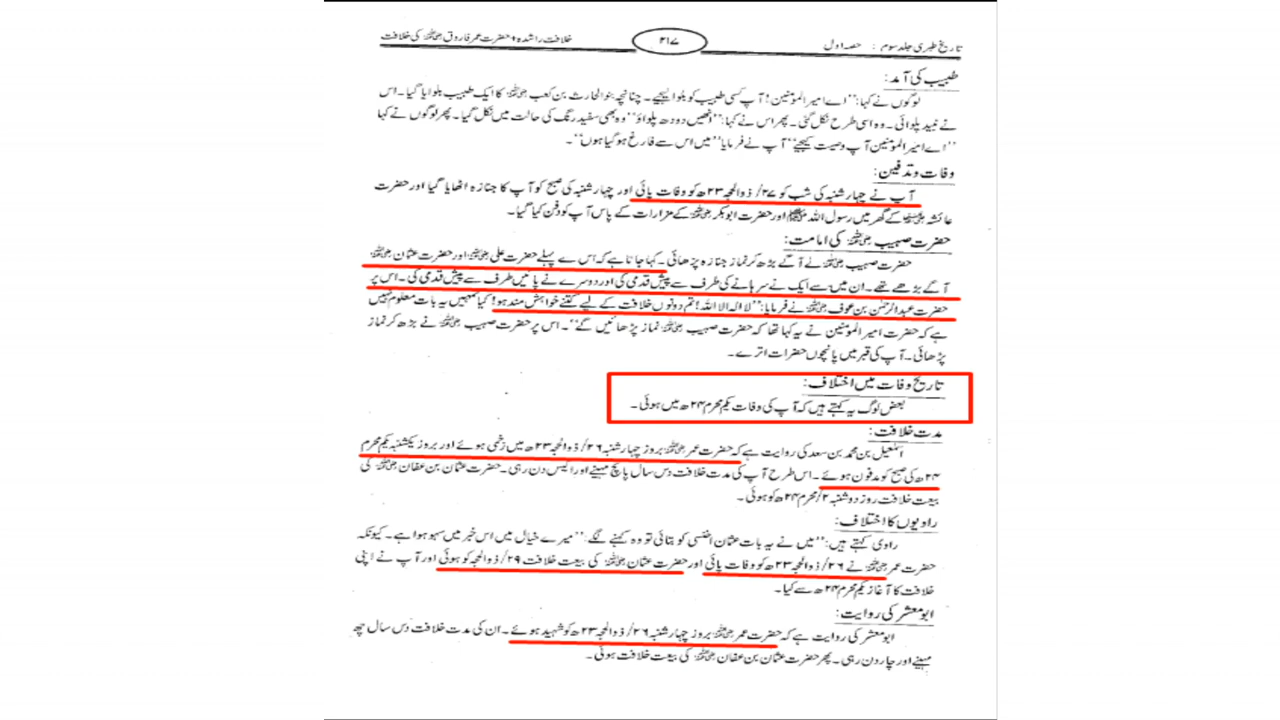 تاریخ طبری جلد سوم : حصہ اول ۲۱۷ خلافت راشدہ + حضرت عمر فاروق رضی اللہ عنہ کی خلافت
طبیب کی آمد:
لوگوں نے کہا: ''اے امیر المؤمنین! آپ کسی طبیب کو بلوا لیجیے۔ چنانچہ بنوالحارث بن کعب رضی اللہ عنہ کا ایک طبیب بلوایا گیا۔ اس
نے نبیذ پلوائی۔ وہ اسی طرح نکل گئی۔ پھر اس نے کہا: ''انھیں دودھ پلواؤ'' وہ بھی سفید رنگ کی حالت میں نکل گیا۔ پھر لوگوں نے کہا
''اے امیر المؤمنین آپ وصیت کیجیے'' آپ نے فرمایا'' میں اس سے فارغ ہو گیا ہوں''۔
وفات و تدفین:
آپ نے چہار شنبہ کی شب کو ۲۷/ ذوالحجہ ۲۳ھ کو وفات پائی اور چہار شنبہ کی صبح کو آپ کا جنازہ اٹھایا گیا اور حضرت
عائشہ رضی اللہ عنہا کے گھر میں رسول اللہ ﷺ اور حضرت ابوبکر رضی اللہ عنہ کے مزارات کے پاس آپ کو دفن کیا گیا۔
حضرت صہیب رضی اللہ عنہ کی امامت:
حضرت صہیب رضی اللہ عنہ نے آگے بڑھ کر نماز جنازہ پڑھائی۔ کہا جاتا ہے کہ اس سے پہلے حضرت علی رضی اللہ عنہ اور حضرت عثمان رضی اللہ عنہ
آگے بڑھے تھے۔ ان میں سے ایک نے سرہانے کی طرف سے پیش قدمی کی اور دوسرے نے پائیں طرف سے پیش قدمی کی۔ اس پر
حضرت عبدالرحمٰن بن عوف رضی اللہ عنہ نے فرمایا: ''لا الہ الا اللہ! تم دونوں خلافت کے لیے کتنے خواہش مند ہو! کیا تمہیں یہ بات معلوم نہیں
ہے کہ حضرت امیر المؤمنین نے یہ کہا تھا کہ حضرت صہیب رضی اللہ عنہ نماز پڑھائیں گے''۔ اس پر حضرت صہیب رضی اللہ عنہ نے بڑھ کر نماز
پڑھائی۔ آپ کی قبر میں پانچوں حضرات اترے۔
تاریخ وفات میں اختلاف:
بعض لوگ یہ کہتے ہیں کہ آپ کی وفات یکم محرم ۲۴ھ میں ہوئی۔
مدت خلافت:
اسمٰعیل بن محمد بن سعد کی روایت ہے کہ حضرت عمر رضی اللہ عنہ بروز چہار شنبہ ۲۶/ ذوالحجہ ۲۳ھ میں زخمی ہوئے اور بروز یکشنبہ یکم محرم
۲۴ھ کی صبح کو مدفون ہوئے۔ اس طرح آپ کی مدت خلافت دس سال پانچ مہینے اور اکیس دن رہی۔ حضرت عثمان بن عفان رضی اللہ عنہ کی
بیعت خلافت روز دو شنبہ ۲/ محرم ۲۴ھ کو ہوئی۔
راویوں کا اختلاف:
راوی کہتے ہیں: ''میں نے یہ بات عثمان اخنسی کو بتائی تو وہ کہنے لگے: ''میرے خیال میں اس خبر میں سہو ہوا ہے۔ کیونکہ
حضرت عمر رضی اللہ عنہ نے ۲۶/ ذوالحجہ ۲۳ھ کو وفات پائی اور حضرت عثمان رضی اللہ عنہ کی بیعت خلافت ۲۹/ ذوالحجہ کو ہوئی اور آپ نے اپنی
خلافت کا آغاز یکم محرم ۲۴ھ سے کیا۔
ابو معشر کی روایت:
ابو معشر کی روایت ہے کہ حضرت عمر رضی اللہ عنہ بروز چہار شنبہ ۲۶/ ذوالحجہ ۲۳ھ کو شہید ہوئے۔ ان کی مدت خلافت دس سال چھ
مہینے اور چار دن رہی۔ پھر حضرت عثمان بن عفان رضی اللہ عنہ کی بیعت خلافت ہوئی۔